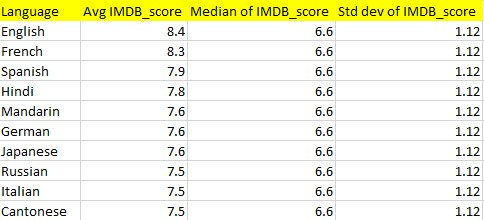 Language Avg IMDB_score Median of IMDB_score Std dev of IMDB_score
English 8.4 6.6 1.12
French 8.3 6.6 1.12
Spanish 7.9 6.6 1.12
Hindi 7.8 6.6 1.12
Mandarin 7.6 6.6 1.12
German 7.6 6.6 1.12
Japanese 7.6 6.6 1.12
Russian 7.5 6.6 1.12
Italian 7.5 6.6 1.12
Cantonese 7.5 6.6 1.12